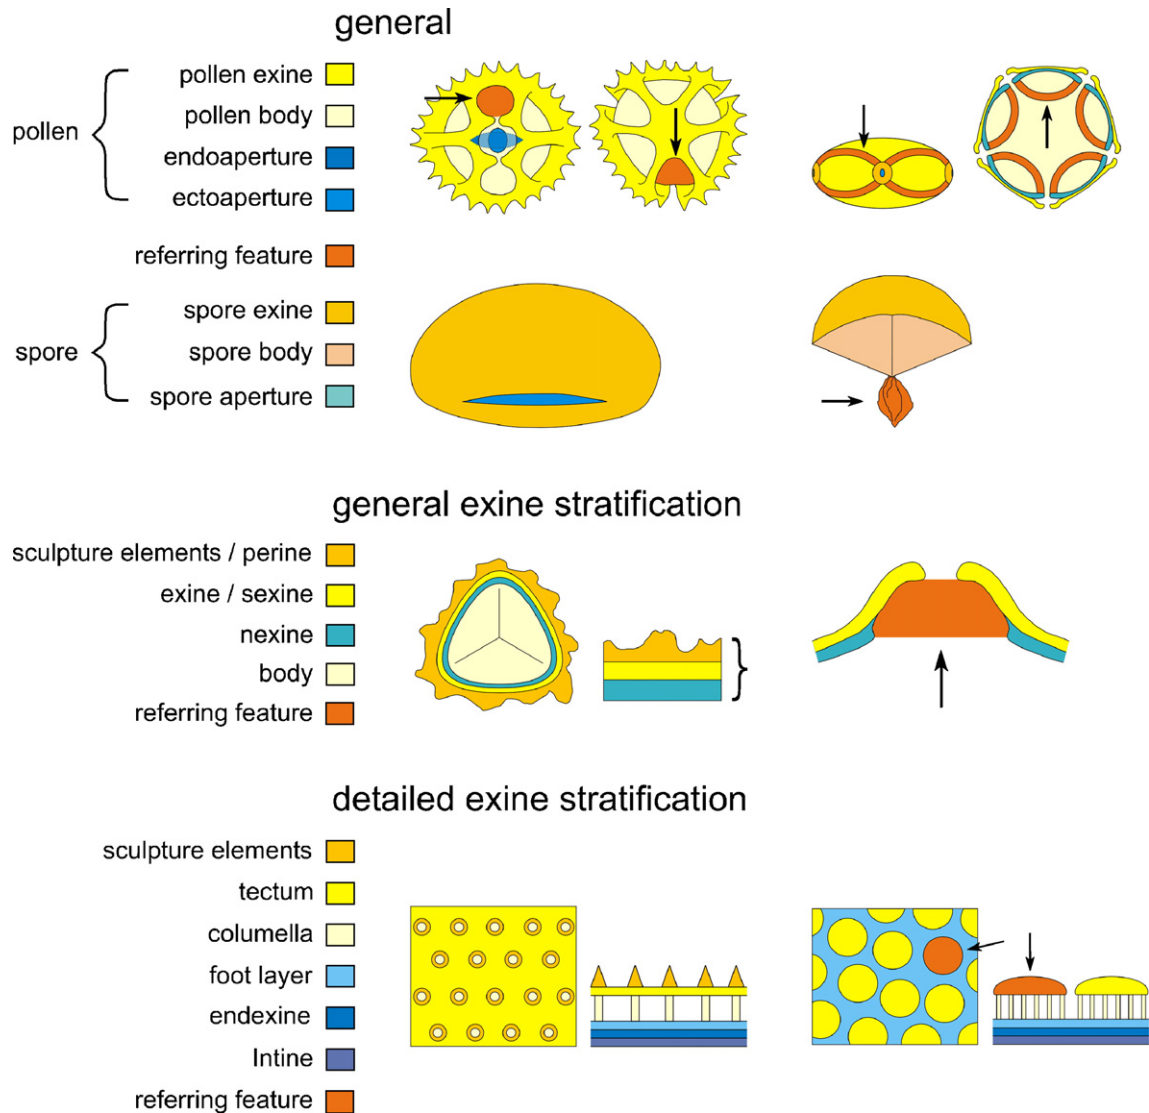 general
pollen
pollen exine
pollen body
endoaperture
ectoaperture
referring feature
spore
spore exine
spore body
spore aperture
general exine stratification
sculpture elements / perine
exine / sexine
nexine
body
referring feature
detailed exine stratification
sculpture elements
tectum
columella
foot layer
endexine
Intine
referring feature